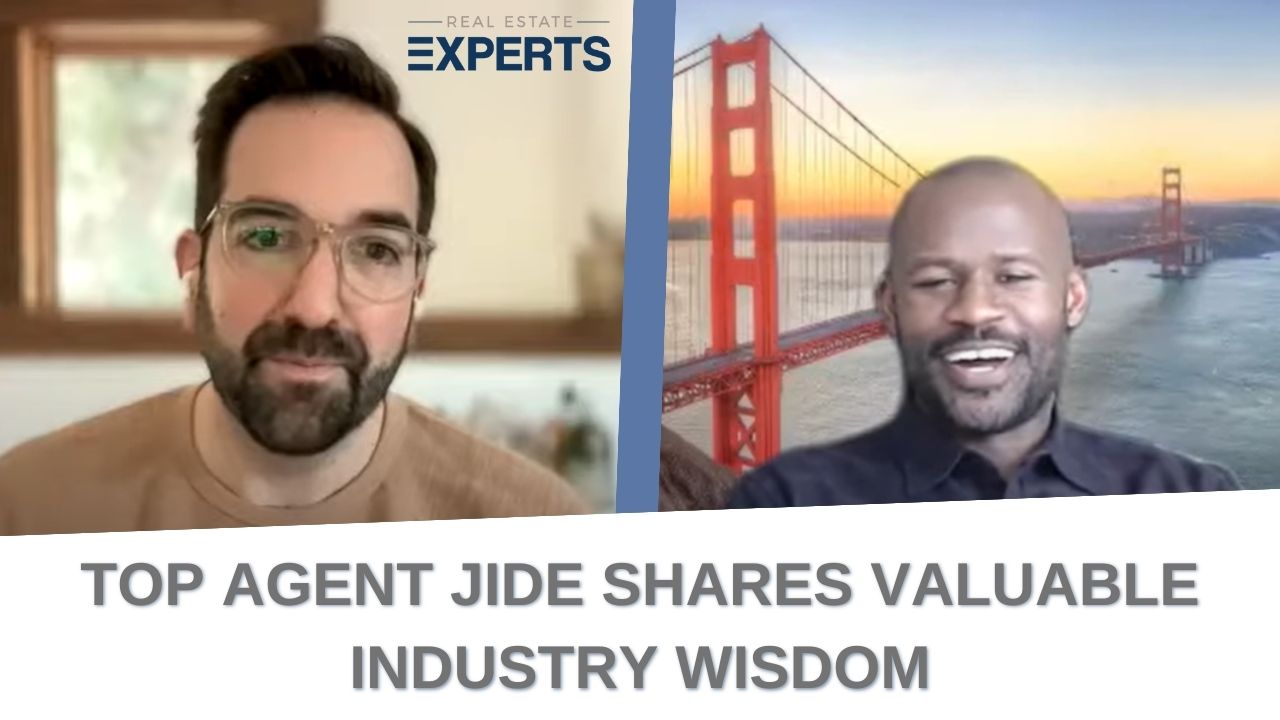 REAL ESTATE
EXPERTS
TOP AGENT JIDE SHARES VALUABLE
INDUSTRY WISDOM